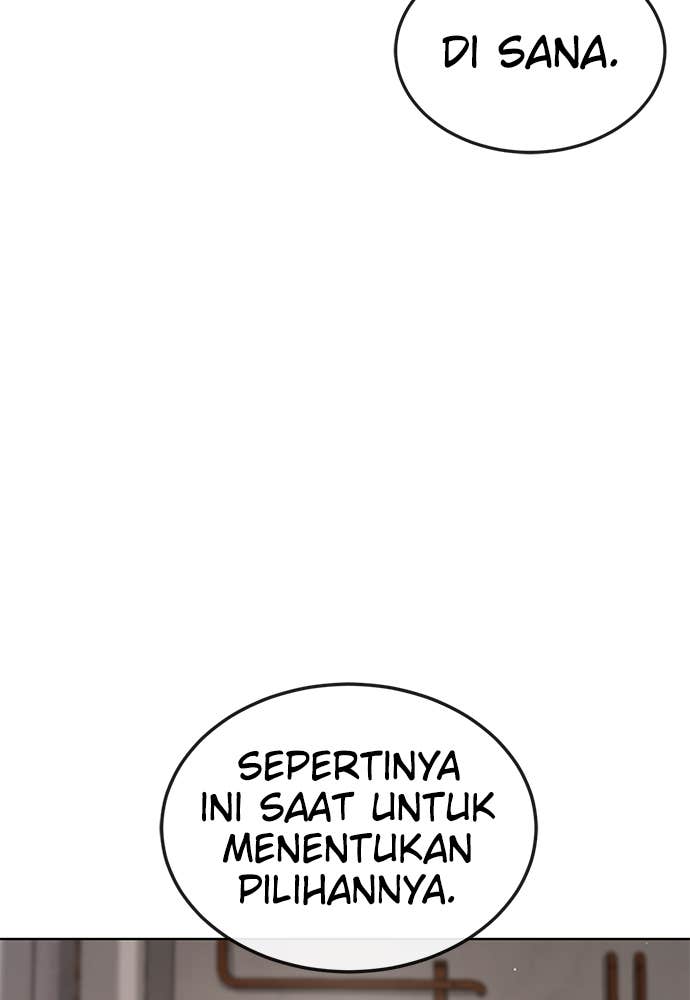 DI SANA.
SEPERTINYA
INI SAAT UNTUK
MENENTUKAN
PILIHANNYA.